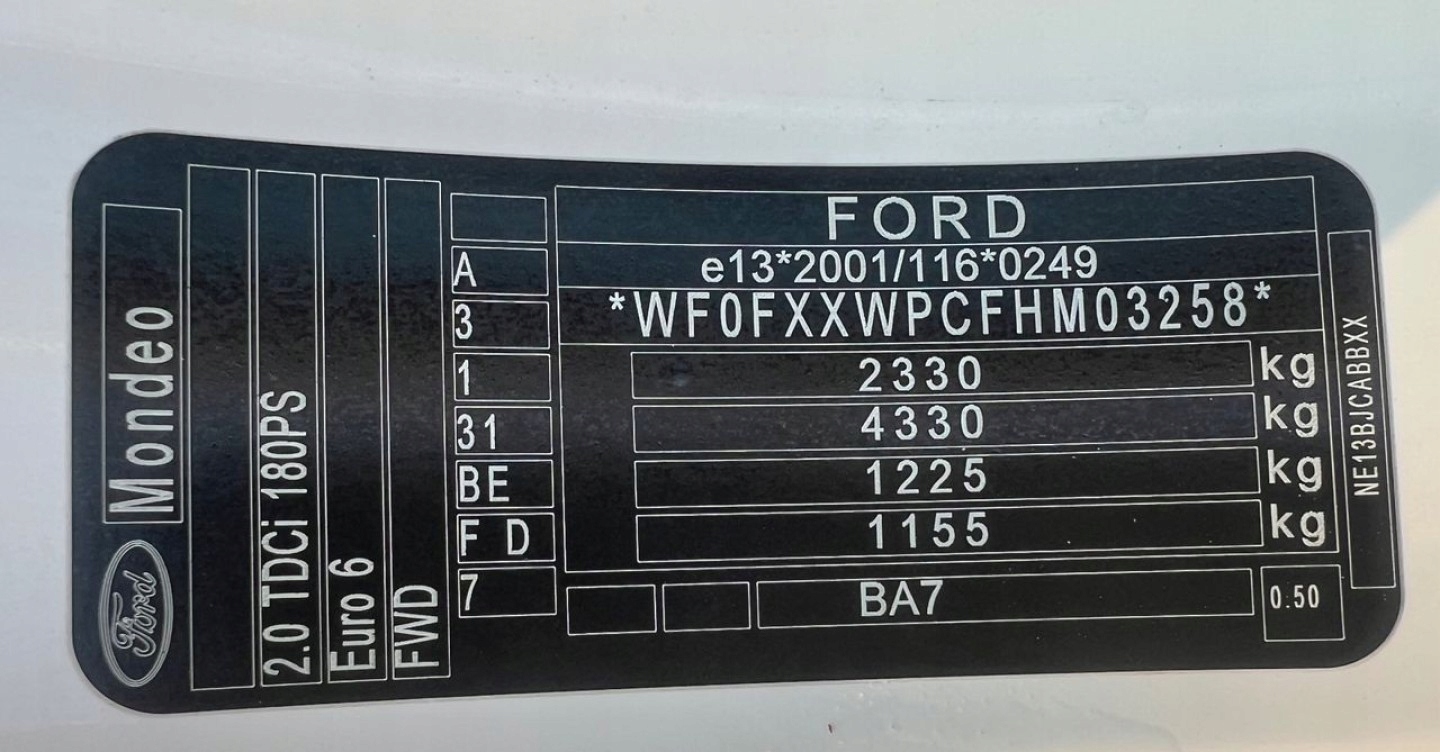 Ford
Mondeo
2.0 TDCi 180PS
Euro 6
FWD
A
3
1
31
BE
F D
7
FORD
e13*2001/116*0249
*WF0FXXWPCFHM03258*
2330 kg
4330 kg
1225 kg
1155 kg
BA7
0.50
NE13BJCABBXX